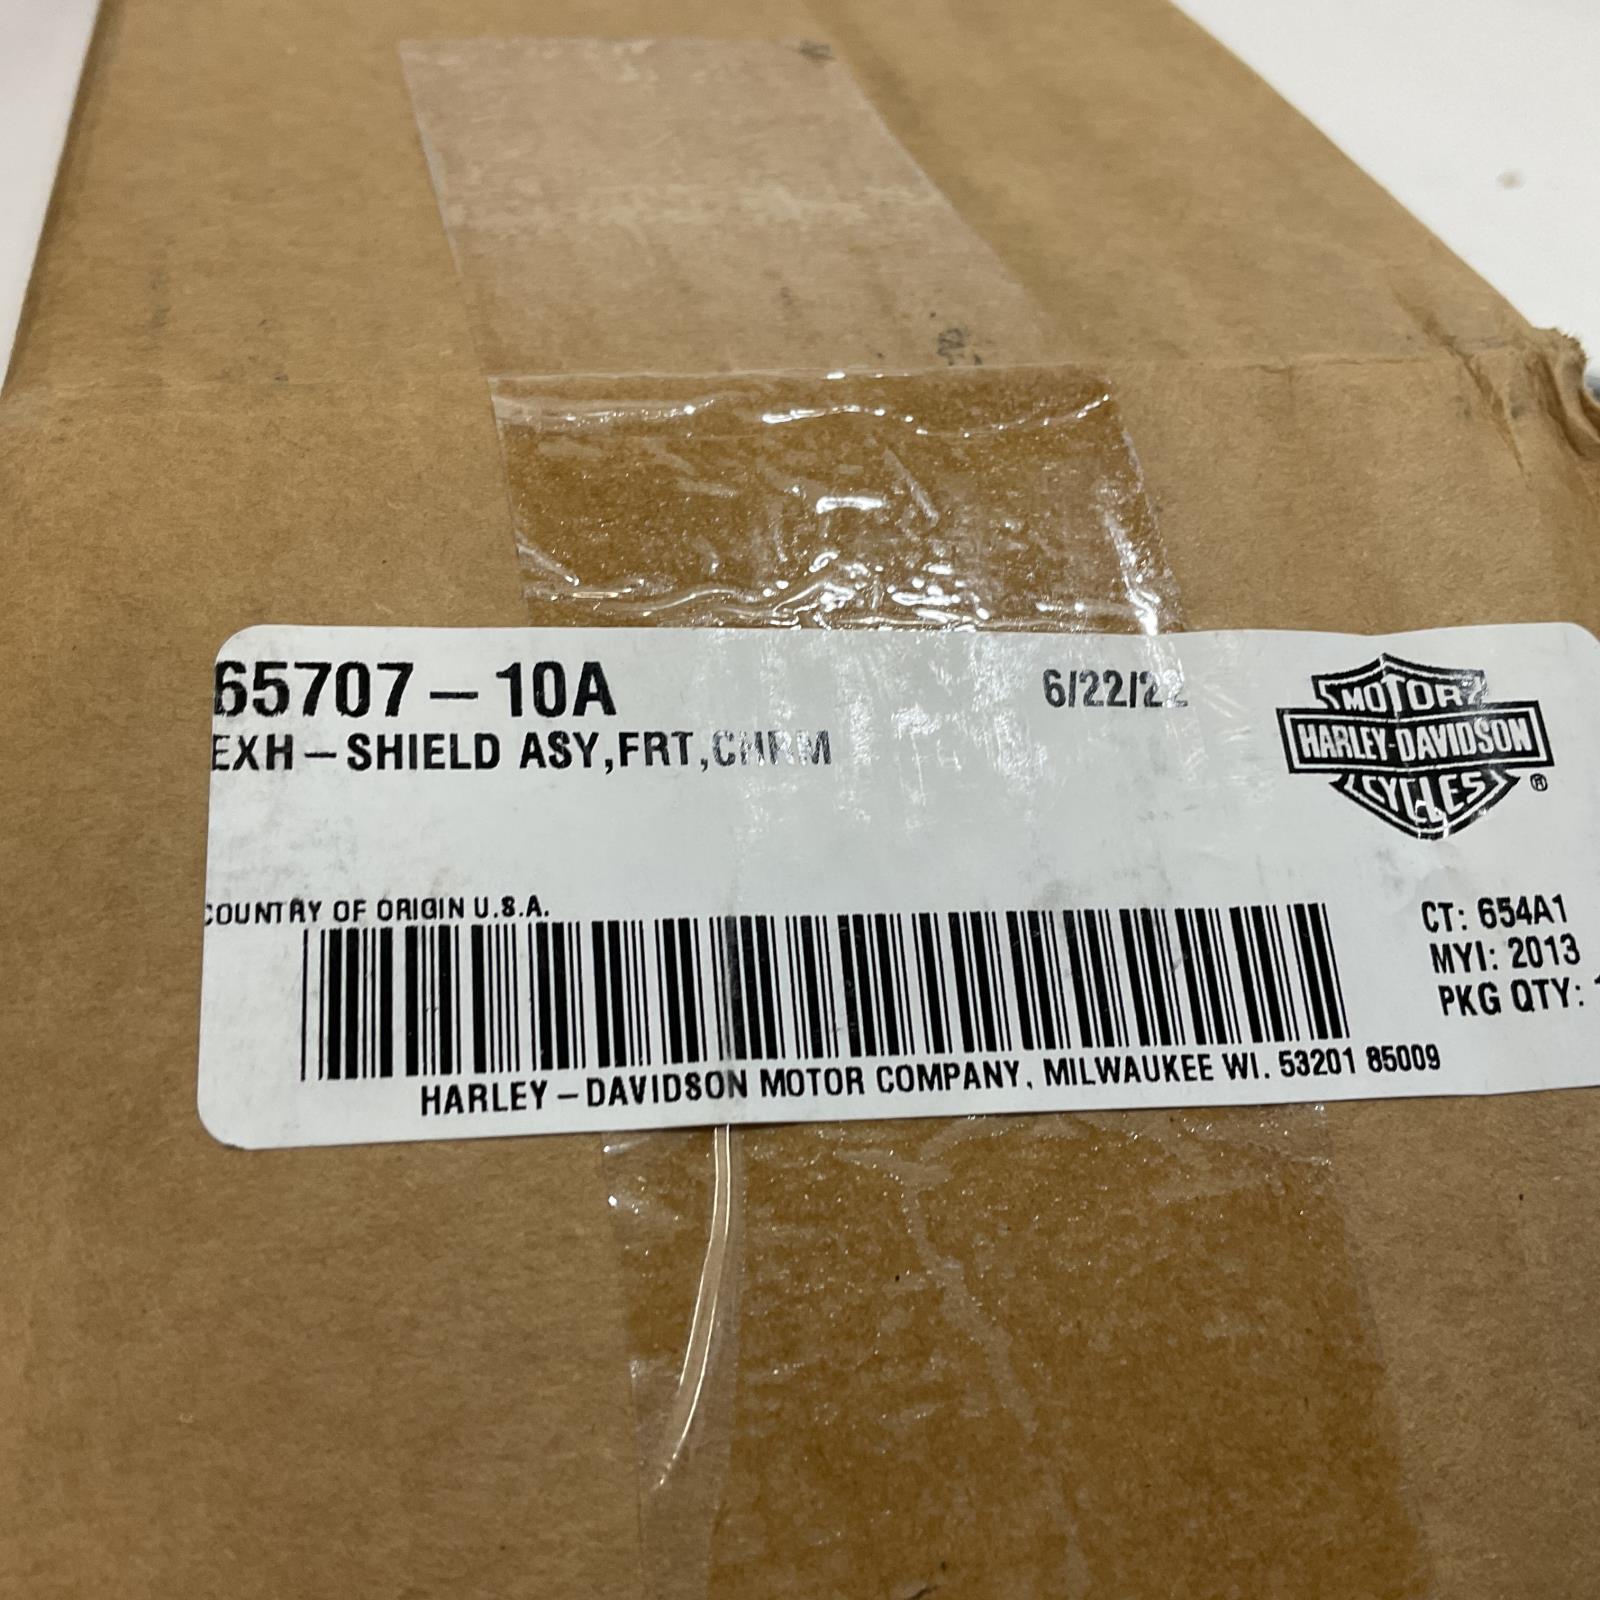 65707-10A
6/22/22
EXH-SHIELD ASY,FRT,CHRM
MOTOR
HARLEY-DAVIDSON
CYCLES
®
COUNTRY OF ORIGIN U.S.A.
CT: 654A1
MYI: 2013
PKG QTY:
HARLEY-DAVIDSON MOTOR COMPANY, MILWAUKEE WI. 53201 85009